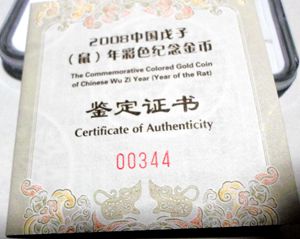 2008中国戊子
（鼠）年彩色纪念金币
The Commemorative Colored Gold Coin
of Chinese Wu Zi Year (Year of the Rat)
鉴定证书
Certificate of Authenticity
00344